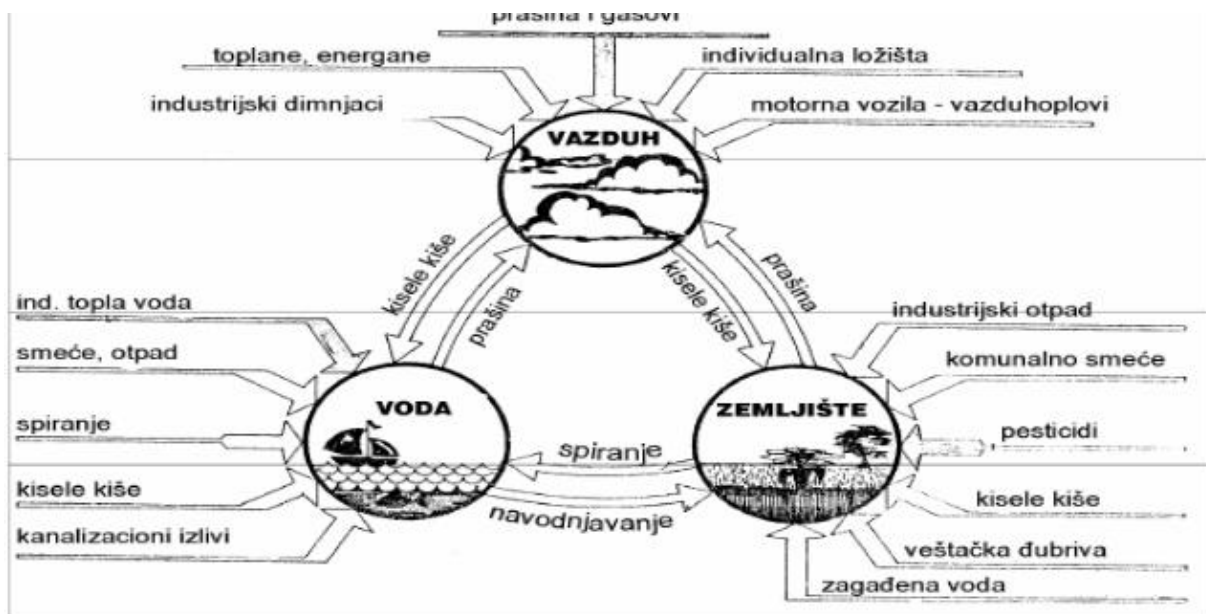 prašina i gasovi
toplane, energane
individualna ložišta
industrijski dimnjaci
motorna vozila - vazduhoplovi
VAZDUH
kisele kiše
prašina
kisele kiše
prašina
ind. topla voda
smeće, otpad
spiranje
kisele kiše
kanalizacioni izlivi
VODA
spiranje
navodnjavanje
ZEMLJIŠTE
industrijski otpad
komunalno smeće
pesticidi
kisele kiše
veštačka đubriva
zagađena voda